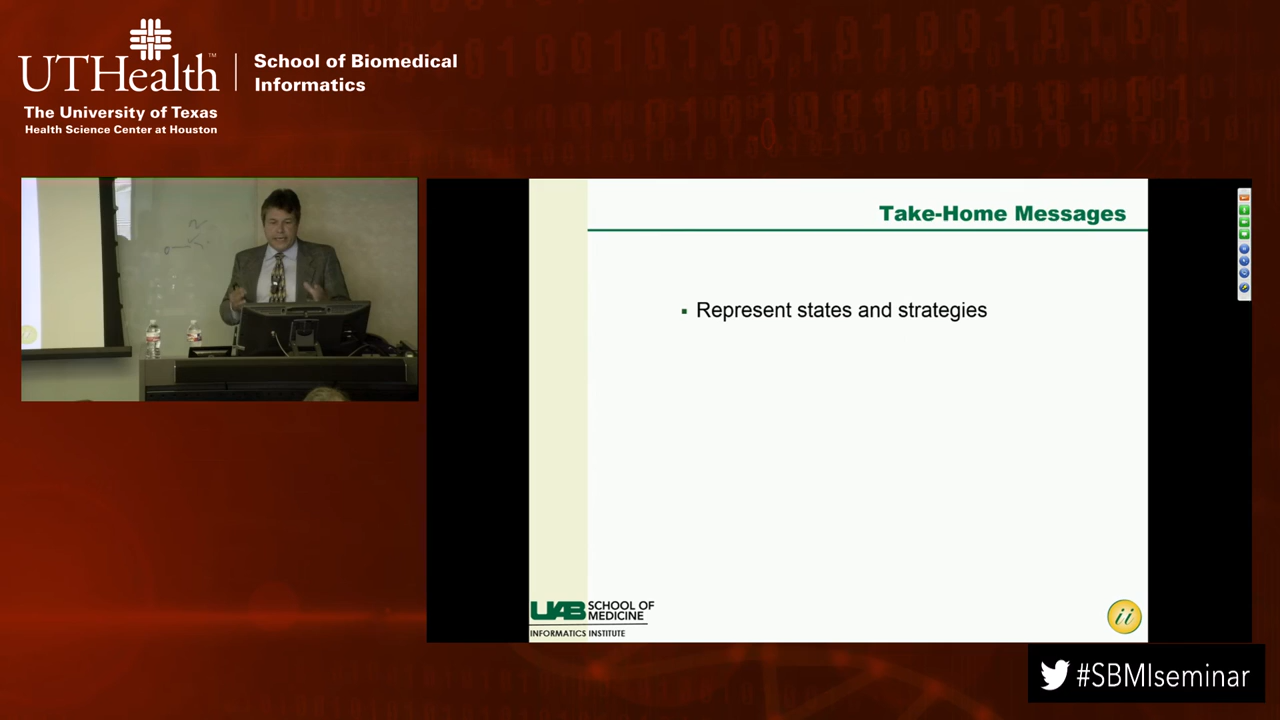 UTHealth™
The University of Texas
Health Science Center at Houston
School of Biomedical
Informatics
Take-Home Messages
▪ Represent states and strategies
UAB SCHOOL OF
MEDICINE
INFORMATICS INSTITUTE
ii
#SBMIseminar